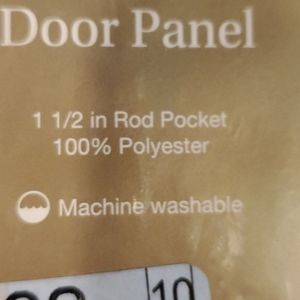 Door Panel
1 1/2 in Rod Pocket
100% Polyester
Machine washable
10